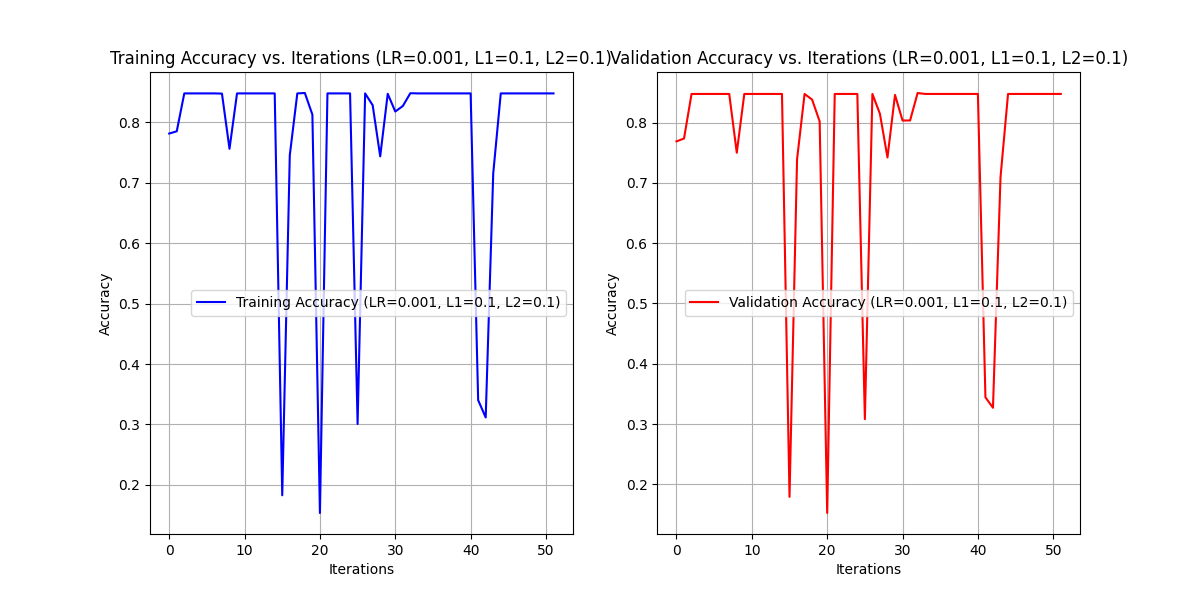 Training Accuracy vs. Iterations (LR=0.001, L1=0.1, L2=0.1)
Validation Accuracy vs. Iterations (LR=0.001, L1=0.1, L2=0.1)
Accuracy
0.8
0.7
0.6
0.5
0.4
0.3
0.2
Training Accuracy (LR=0.001, L1=0.1, L2=0.1)
0 10 20 30 40 50
Iterations
Accuracy
0.8
0.7
0.6
0.5
0.4
0.3
0.2
Validation Accuracy (LR=0.001, L1=0.1, L2=0.1)
0 10 20 30 40 50
Iterations